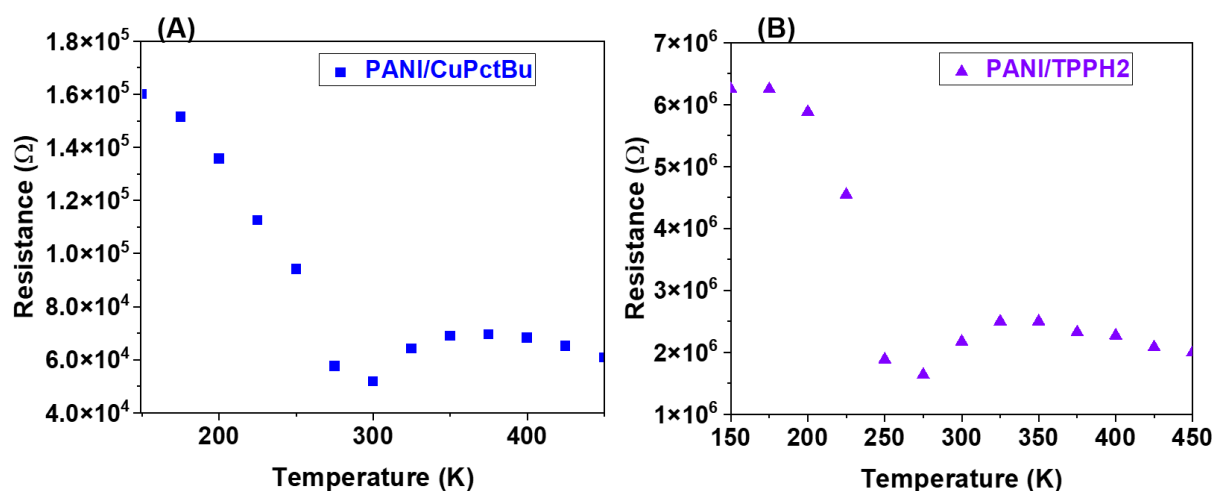 (A)
PANI/CuPctBu
1.8×10⁵
1.6×10⁵
1.4×10⁵
1.2×10⁵
1.0×10⁵
8.0×10⁴
6.0×10⁴
4.0×10⁴
Resistance (Ω)
200 300 400
Temperature (K)
(B)
PANI/TPPH2
7×10⁶
6×10⁶
5×10⁶
4×10⁶
3×10⁶
2×10⁶
1×10⁶
Resistance (Ω)
150 200 250 300 350 400 450
Temperature (K)